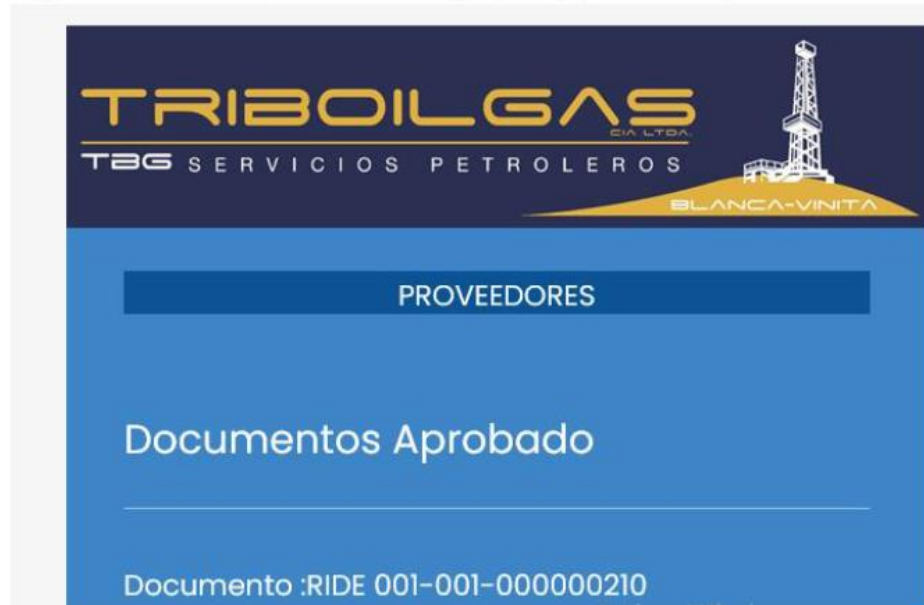 TRIBOILGAS
CIA LTDA.
TBG SERVICIOS PETROLEROS
BLANCA-VINITA
PROVEEDORES
Documentos Aprobado
Documento :RIDE 001-001-000000210